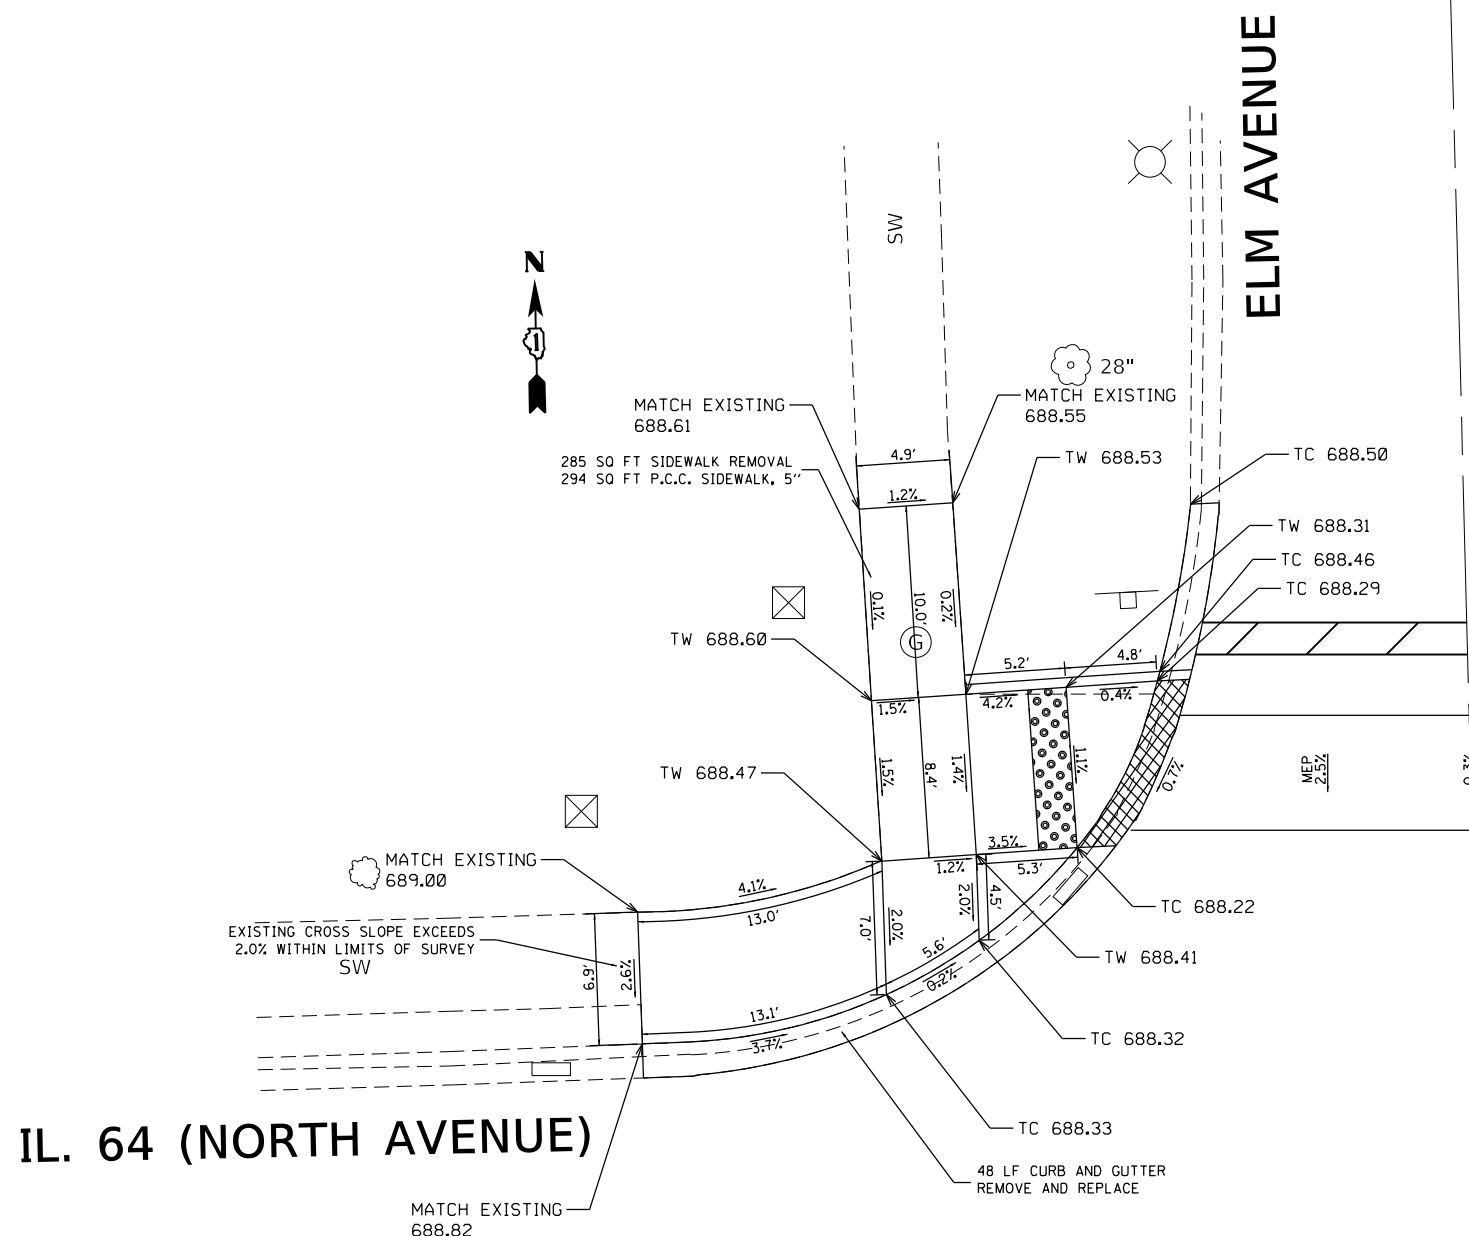 ELM AVENUE
SW
N
1
28"
MATCH EXISTING
688.61
MATCH EXISTING
688.55
285 SQ FT SIDEWALK REMOVAL
294 SQ FT P.C.C. SIDEWALK, 5"
4.9'
TW 688.53
TC 688.50
1.2%
TW 688.31
TC 688.46
TC 688.29
0.1%
10.0'
0.2%
G
TW 688.60
5.2'
4.8'
1.5%
4.2%
0.4%
TW 688.47
1.5%
8.4'
1.4%
1.1%
0.7%
MEP
2.5%
3.5%
1.2%
5.3'
MATCH EXISTING
689.00
4.1%
13.0'
7.0'
2.0%
2.0%
4.5'
TC 688.22
EXISTING CROSS SLOPE EXCEEDS
2.0% WITHIN LIMITS OF SURVEY
SW
6.9'
2.6%
5.6'
0.2%
TW 688.41
13.1'
3.7%
TC 688.32
TC 688.33
IL. 64 (NORTH AVENUE)
48 LF CURB AND GUTTER
REMOVE AND REPLACE
MATCH EXISTING
688.82